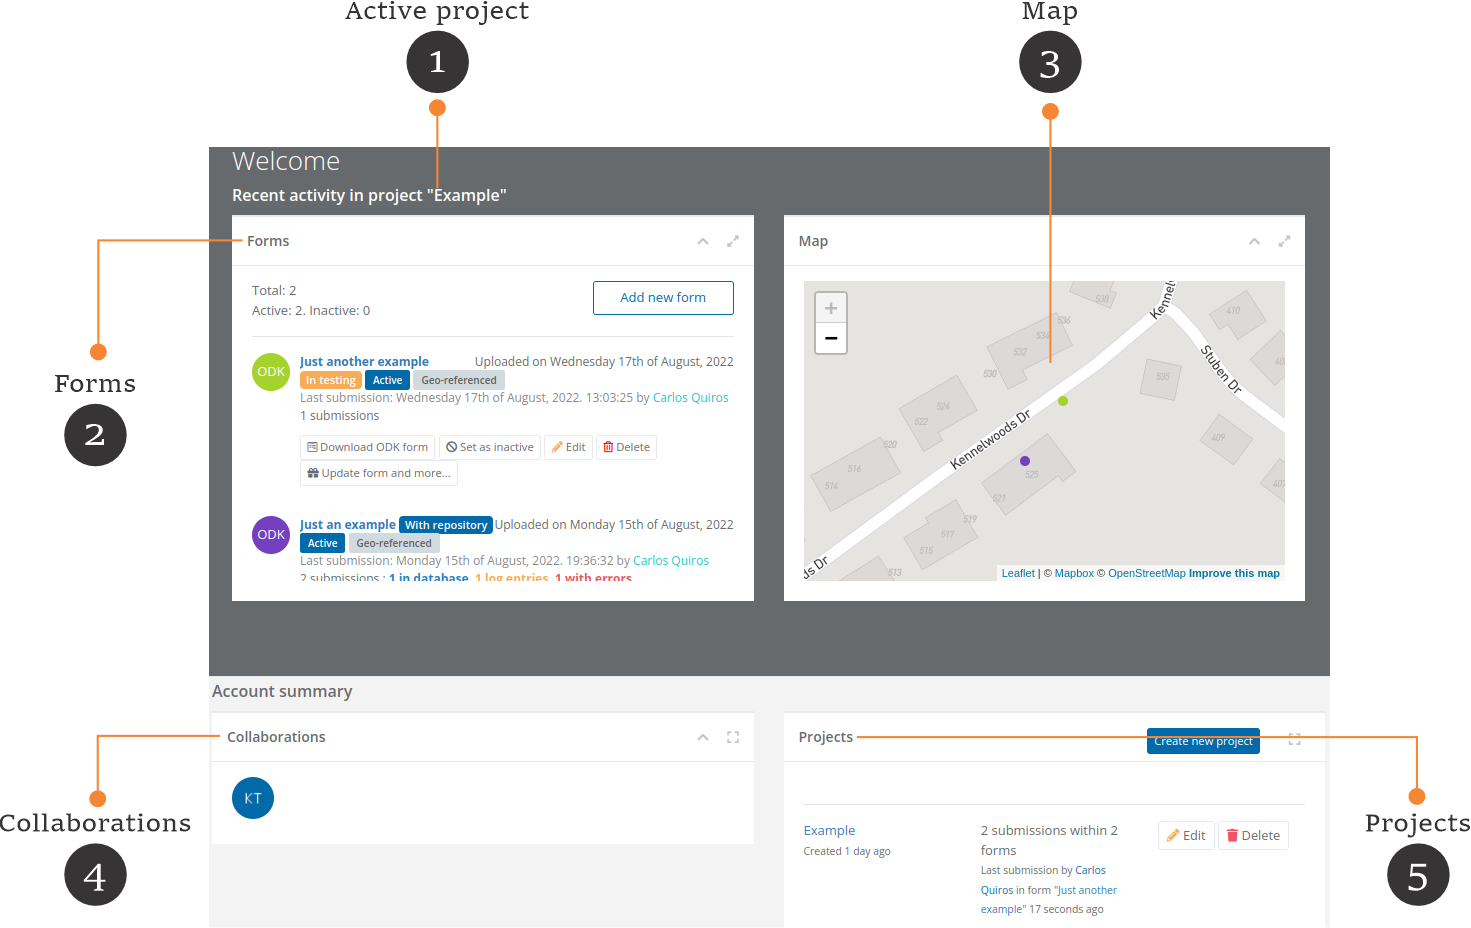 Active project
1
Map
3
Welcome
Recent activity in project "Example"
Forms
2
Forms
Total: 2
Active: 2. Inactive: 0
Add new form
ODK
Just another example
Uploaded on Wednesday 17th of August, 2022
In testing Active Geo-referenced
Last submission: Wednesday 17th of August, 2022. 13:03:25 by Carlos Quiros
1 submissions
Download ODK form Set as inactive Edit Delete
Update form and more...
ODK
Just an example With repository Uploaded on Monday 15th of August, 2022
Active Geo-referenced
Last submission: Monday 15th of August, 2022. 19:36:32 by Carlos Quiros
2 submissions : 1 in database, 1 log entries, 1 with errors
Map
+
−
538
536
534
532
530
526
522
520
516
514
535
410
409
407
525
521
519
517
515
513
Kennel
Stuben Dr
Kennelwoods Dr
ds Dr
Leaflet | © Mapbox © OpenStreetMap Improve this map
Account summary
Collaborations
4
Collaborations
KT
Projects
5
Projects
Create new project
Example
Created 1 day ago
2 submissions within 2
forms
Last submission by Carlos
Quiros in form "Just another
example" 17 seconds ago
Edit Delete